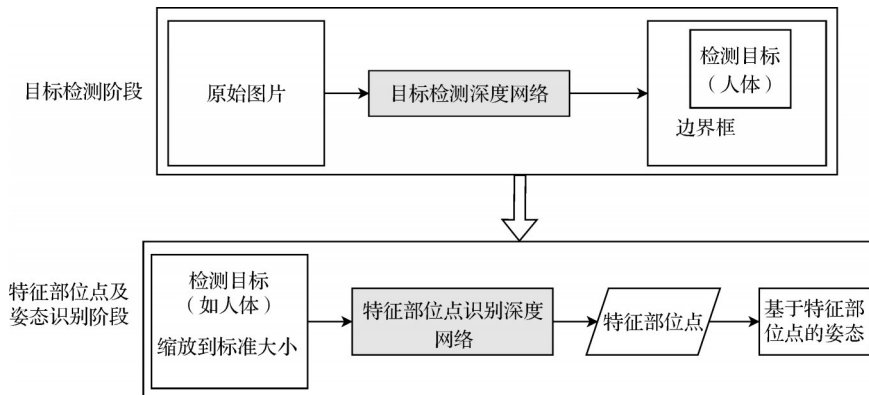 目标检测阶段
原始图片
目标检测深度网络
检测目标
（人体）
边界框
特征部位点及
姿态识别阶段
检测目标
（如人体）
缩放到标准大小
特征部位点识别深度
网络
特征部位点
基于特征部
位点的姿态